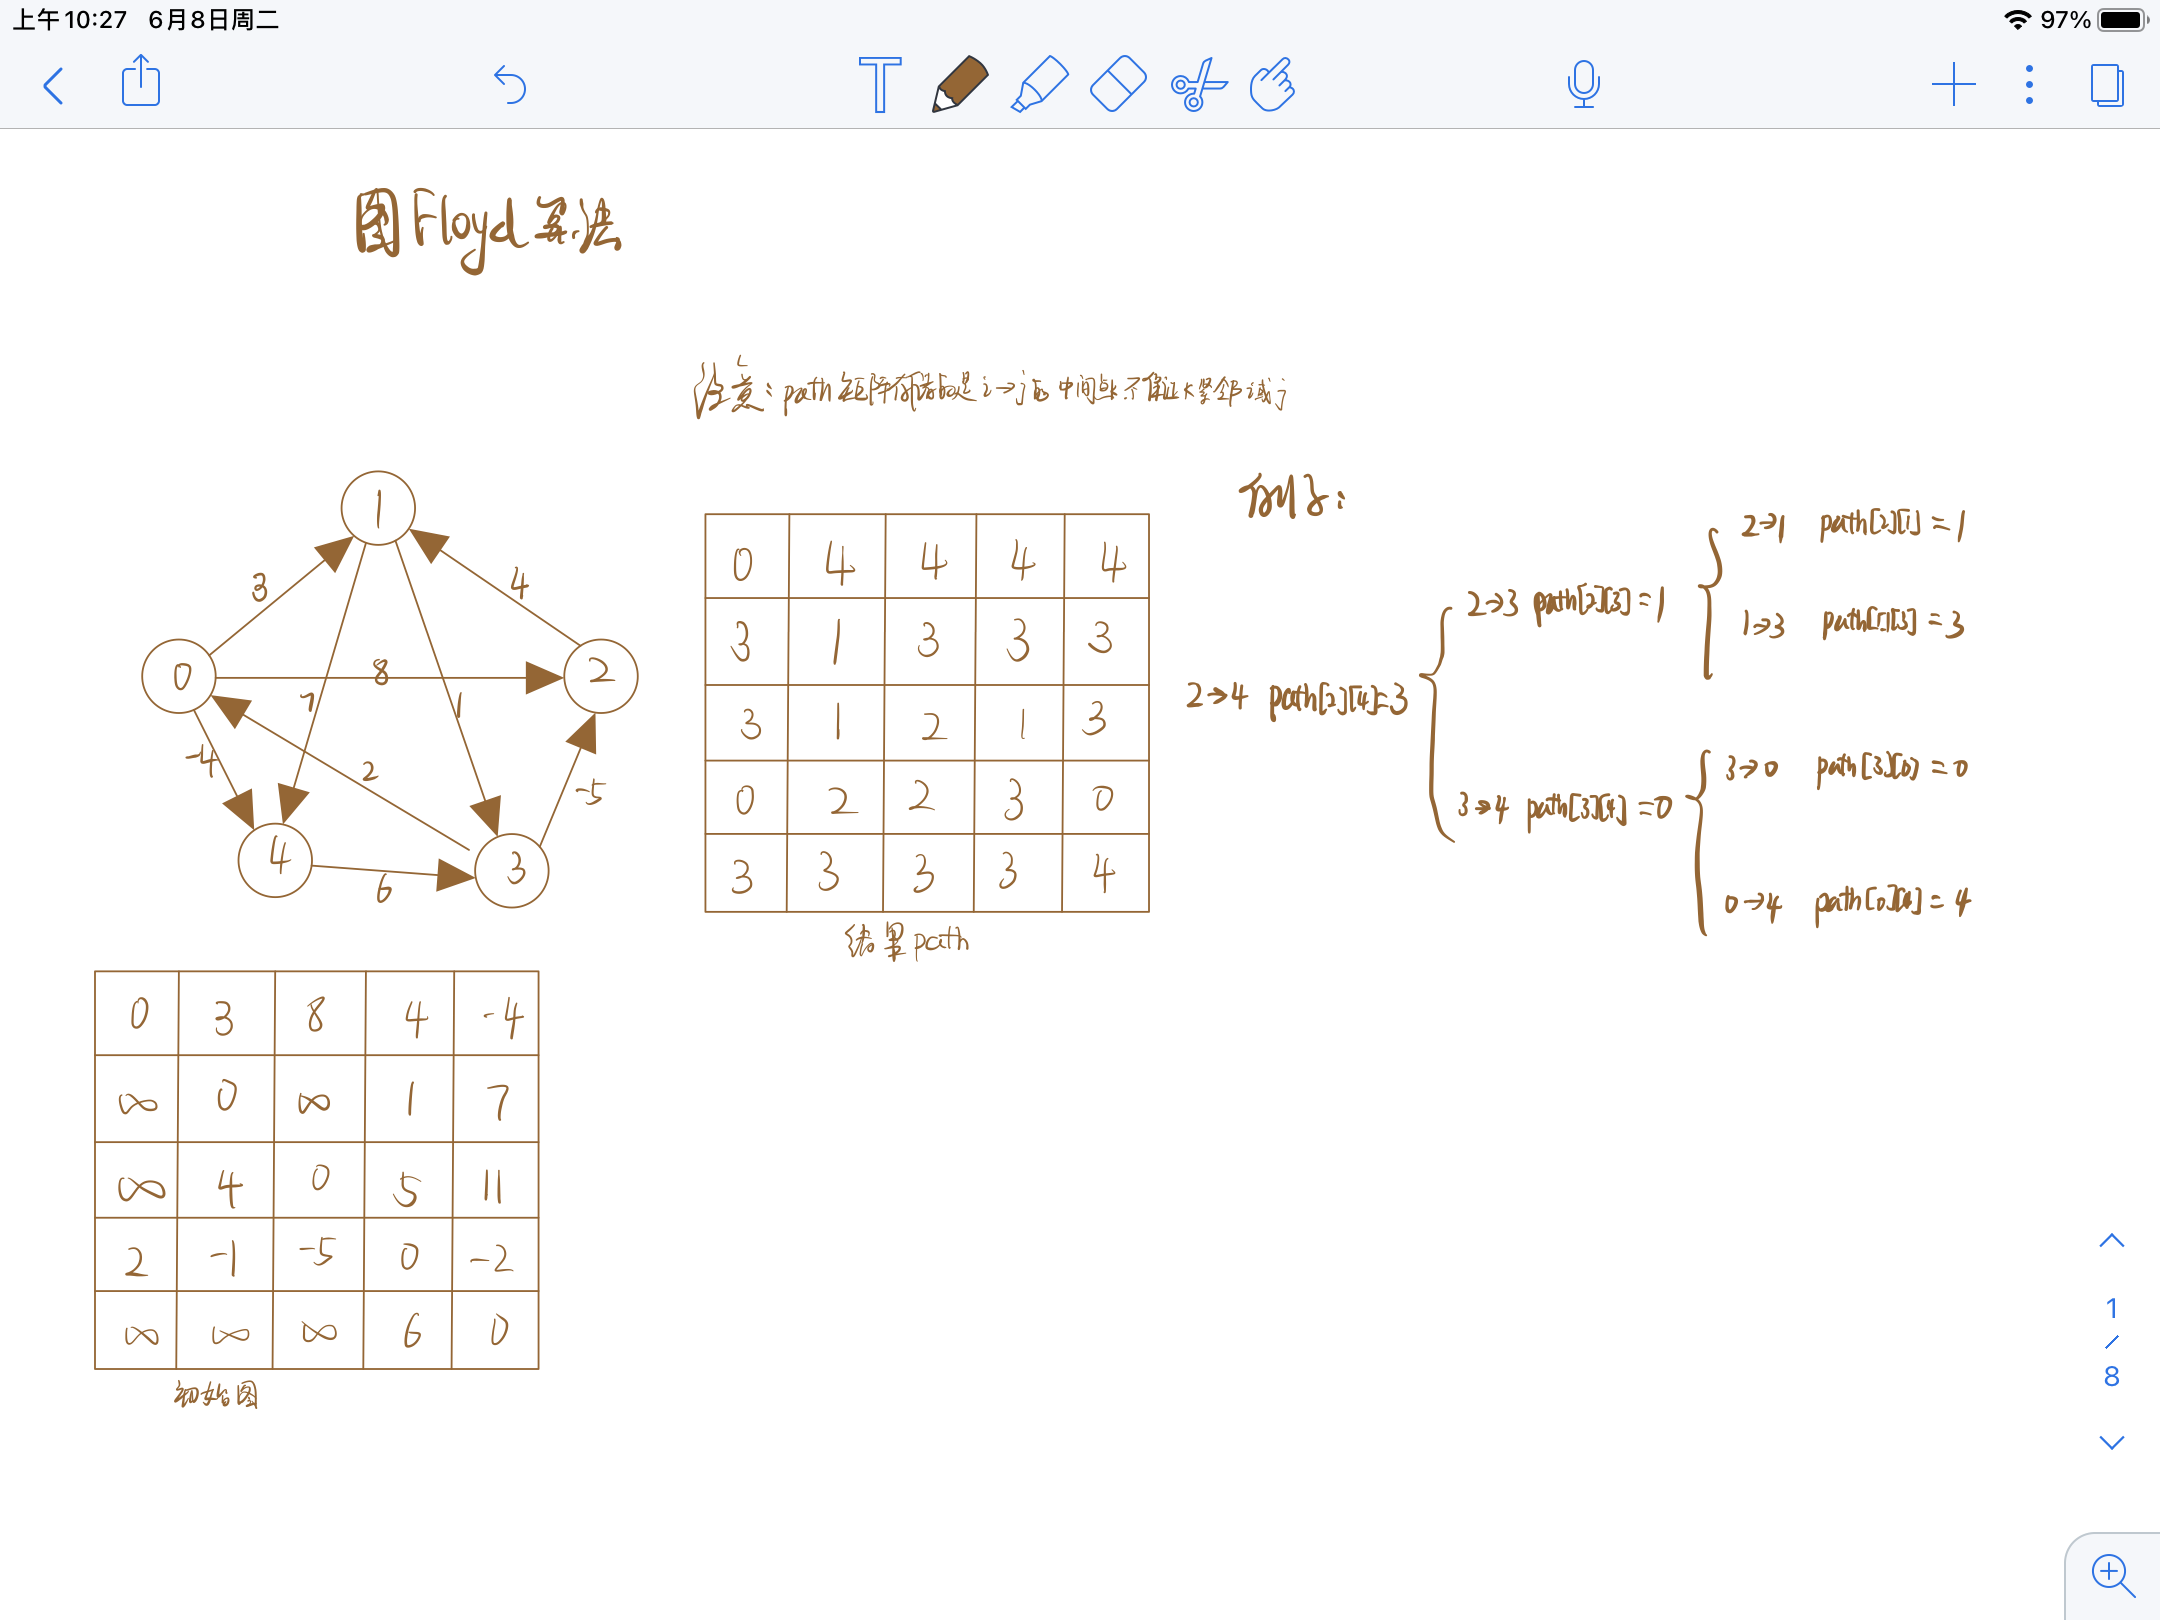 上午10:27 6月8日周二
97%
图Floyd算法
注意：path矩阵存储的是i→j的中间点k不保证k紧邻i或j
1
3
4
0
8
2
7
1
-4
2
-5
4
6
3
0 4 4 4 4
3 1 3 3 3
3 1 2 1 3
0 2 2 3 0
3 3 3 3 4
结果path
例子：
2→4 path[2][4]=3
2→3 path[2][3]=1
2→1 path[2][1]=1
1→3 path[1][3]=3
3→4 path[3][4]=0
3→0 path[3][0]=0
0→4 path[0][4]=4
0 3 8 4 -4
∞ 0 ∞ 1 7
∞ 4 0 5 11
2 -1 -5 0 -2
∞ ∞ ∞ 6 0
初始图
1
/
8